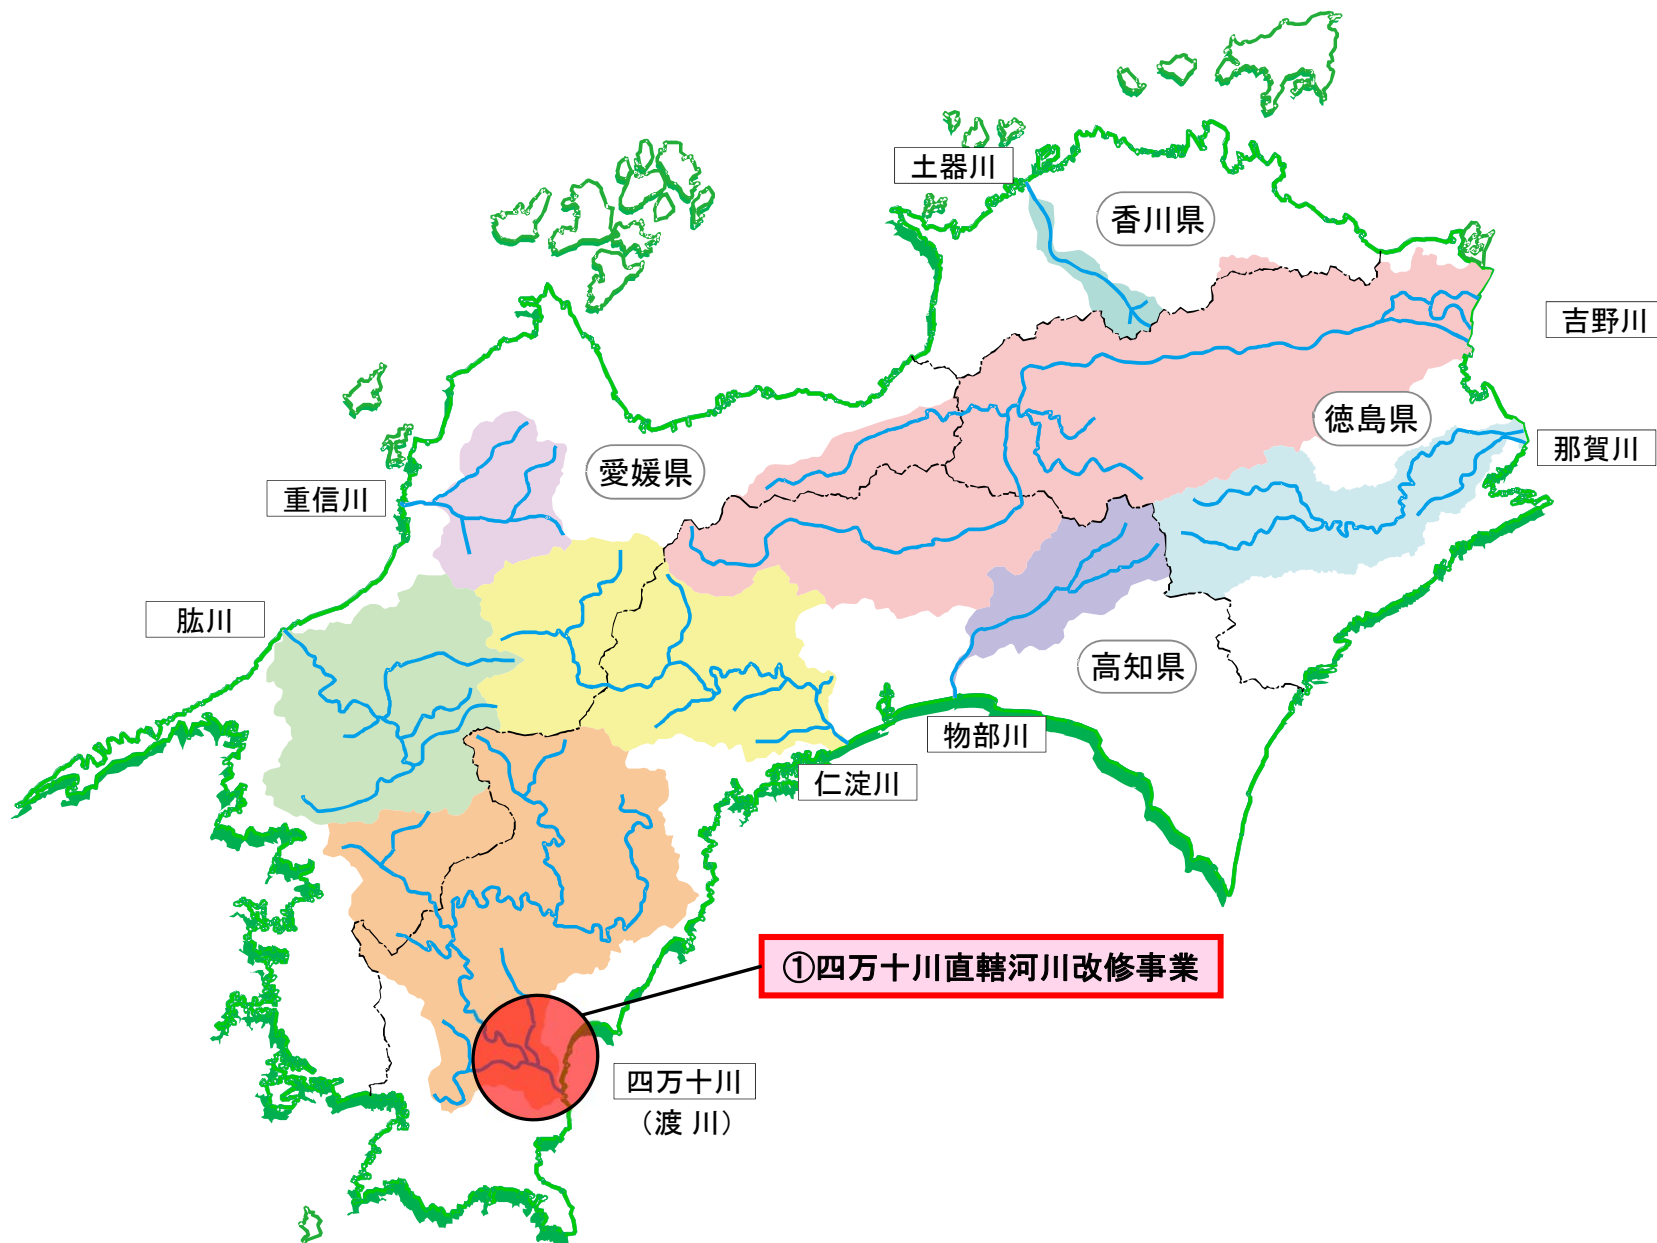 土器川
香川県
吉野川
徳島県
那賀川
愛媛県
重信川
肱川
高知県
物部川
仁淀川
①四万十川直轄河川改修事業
四万十川
（渡 川）